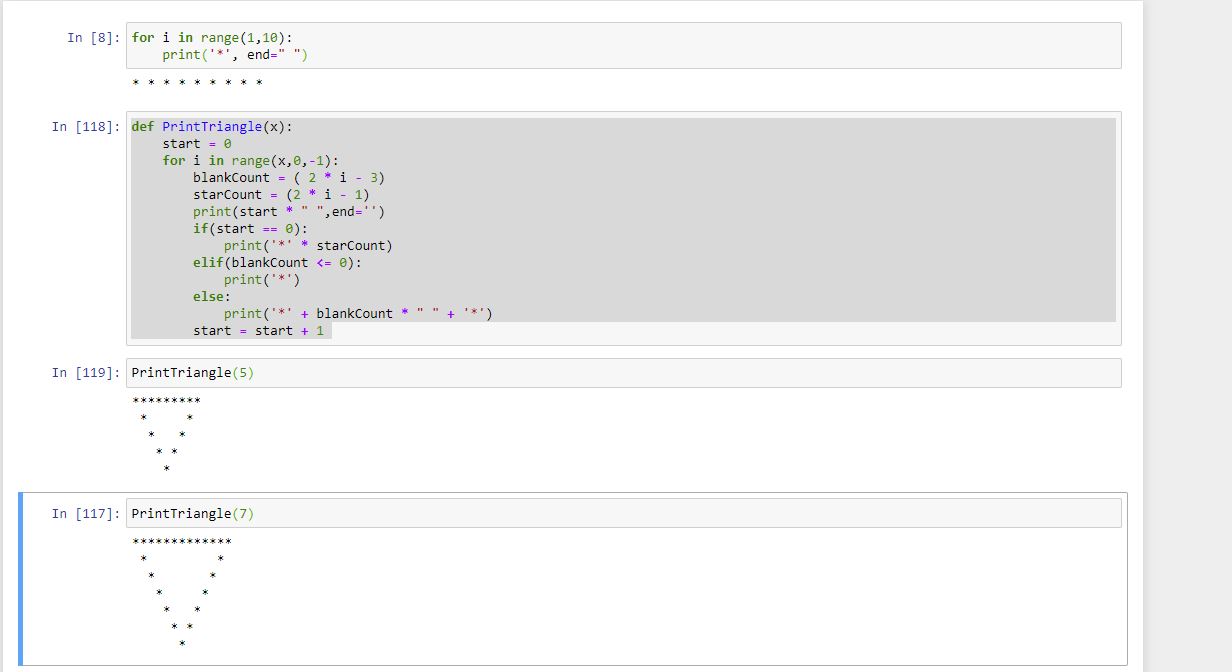 In [8]: for i in range(1,10):
    print('*', end=" ")
* * * * * * * * *
In [118]: def PrintTriangle(x):
    start = 0
    for i in range(x,0,-1):
        blankCount = ( 2 * i - 3)
        starCount = (2 * i - 1)
        print(start * " ",end='')
        if(start == 0):
            print('*' * starCount)
        elif(blankCount <= 0):
            print('*')
        else:
            print('*' + blankCount * " " + '*')
        start = start + 1
In [119]: PrintTriangle(5)
*********
 *     *
  *   *
   * *
    *
In [117]: PrintTriangle(7)
*************
 *         *
  *       *
   *     *
    *   *
     * *
      *